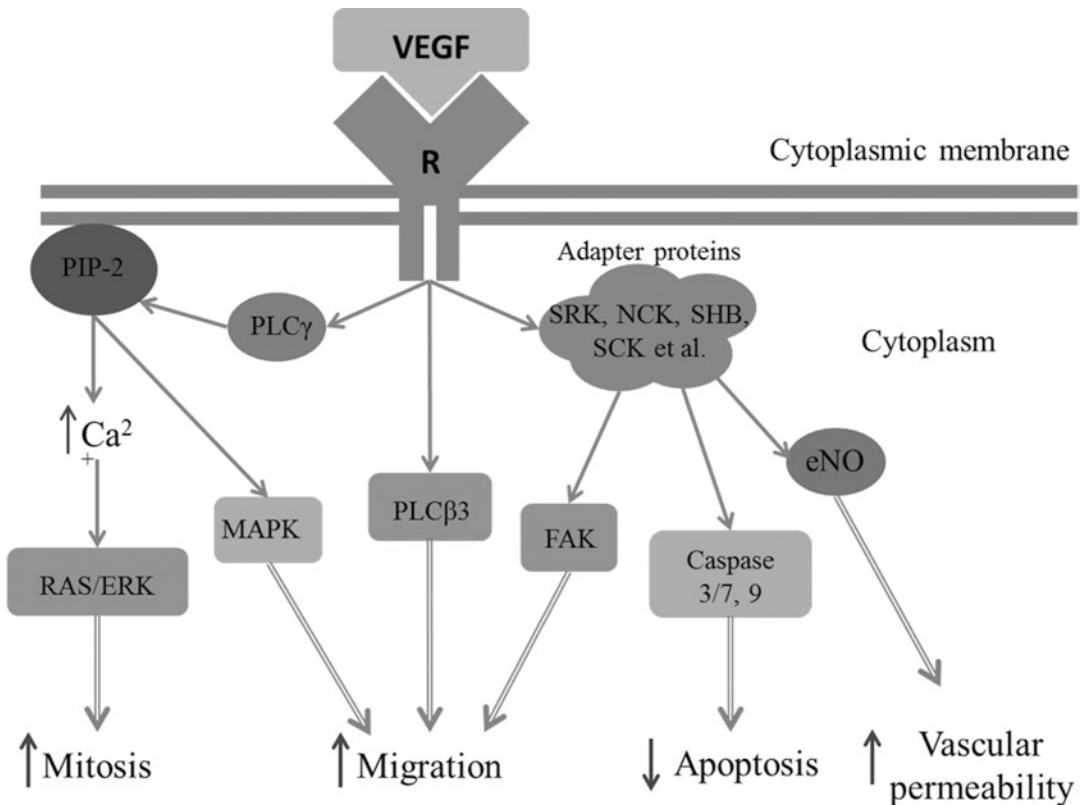 VEGF
R
Cytoplasmic membrane
PIP-2
PLCγ
Adapter proteins
SRK, NCK, SHB,
SCK et al.
Cytoplasm
Ca²
+
eNO
MAPK
PLCβ3
FAK
RAS/ERK
Caspase
3/7, 9
Mitosis
Migration
Apoptosis
Vascular
permeability